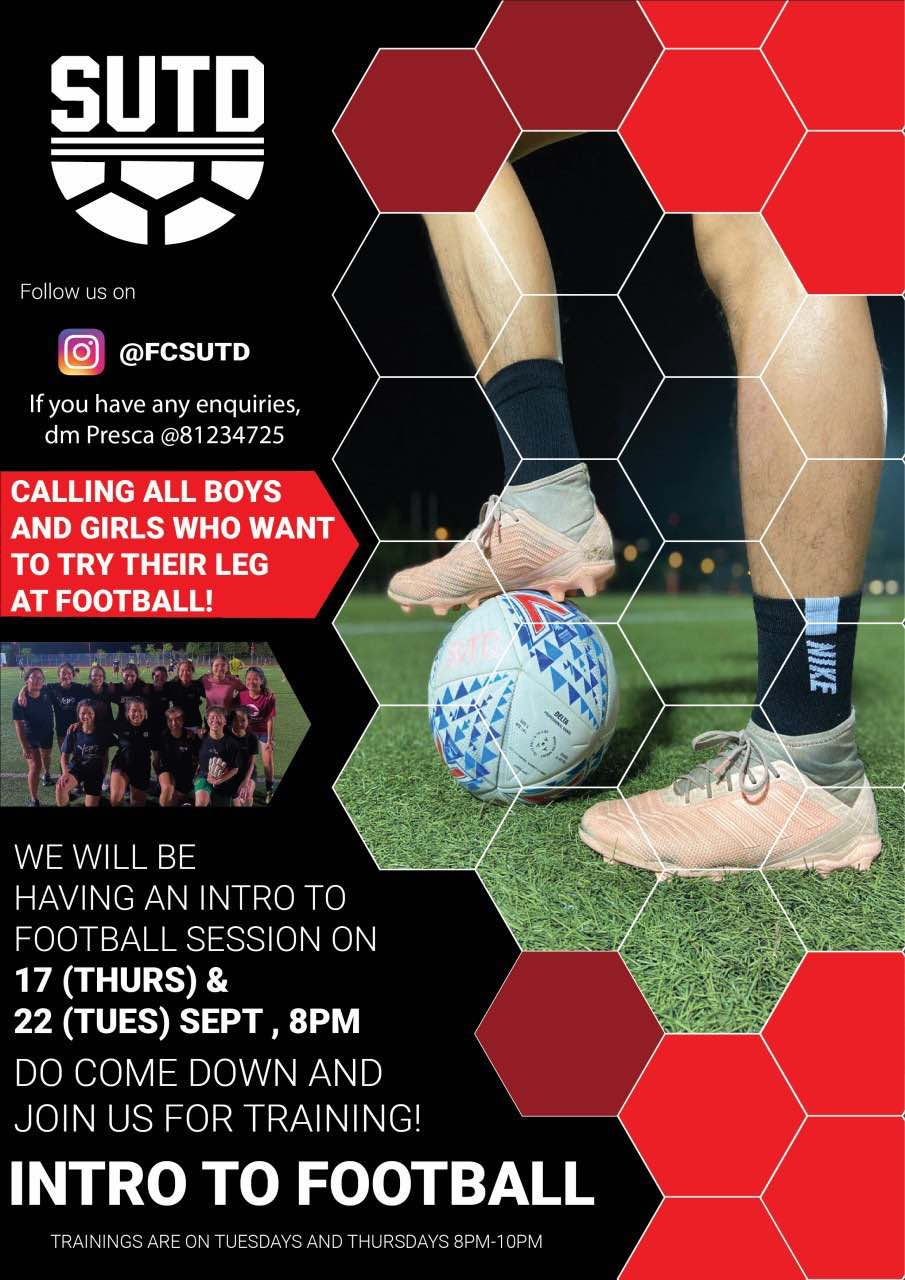 SUTD
Follow us on
@FCSUTD
If you have any enquiries,
dm Presca @81234725
CALLING ALL BOYS
AND GIRLS WHO WANT
TO TRY THEIR LEG
AT FOOTBALL!
SUTD
DELTA
NIKE
WE WILL BE
HAVING AN INTRO TO
FOOTBALL SESSION ON
17 (THURS) &
22 (TUES) SEPT , 8PM
DO COME DOWN AND
JOIN US FOR TRAINING!
INTRO TO FOOTBALL
TRAININGS ARE ON TUESDAYS AND THURSDAYS 8PM-10PM